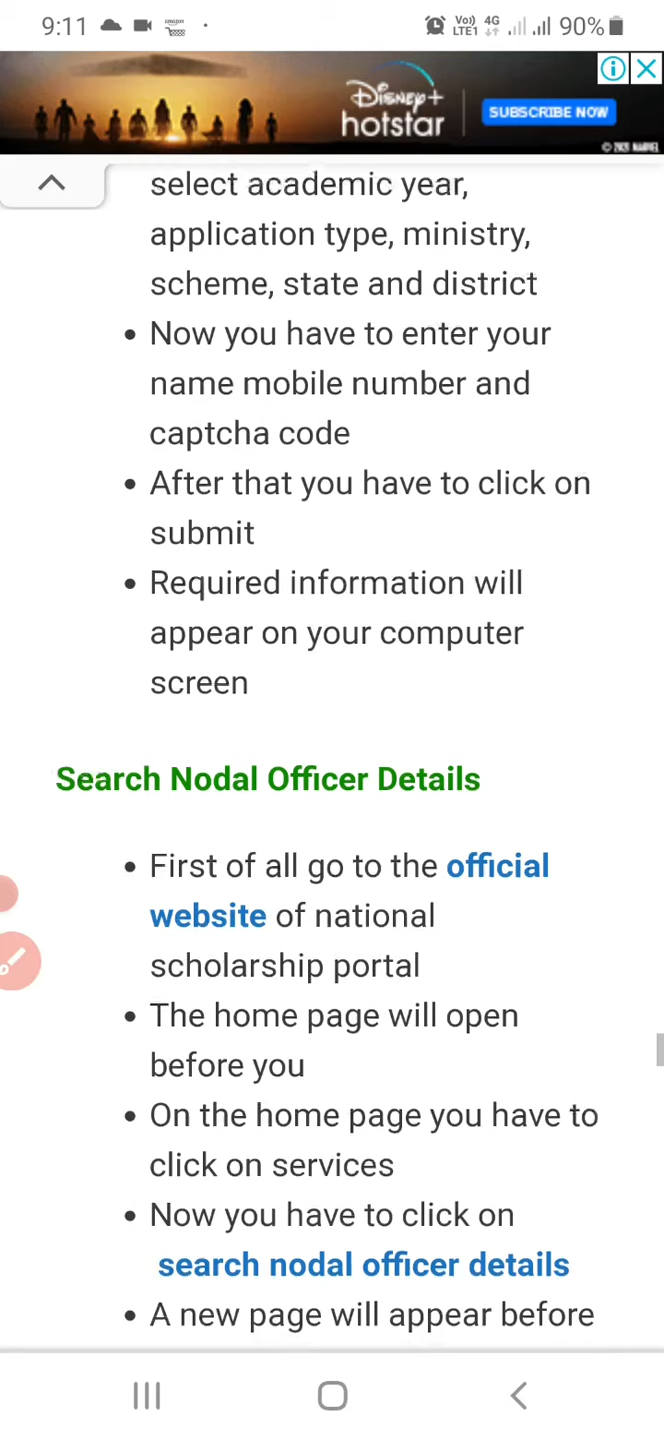 9:11
Vo)) 4G
LTE1
90%
Disney+
hotstar
SUBSCRIBE NOW
select academic year,
application type, ministry,
scheme, state and district
• Now you have to enter your
name mobile number and
captcha code
• After that you have to click on
submit
• Required information will
appear on your computer
screen
Search Nodal Officer Details
• First of all go to the official
website of national
scholarship portal
• The home page will open
before you
• On the home page you have to
click on services
• Now you have to click on
search nodal officer details
• A new page will appear before